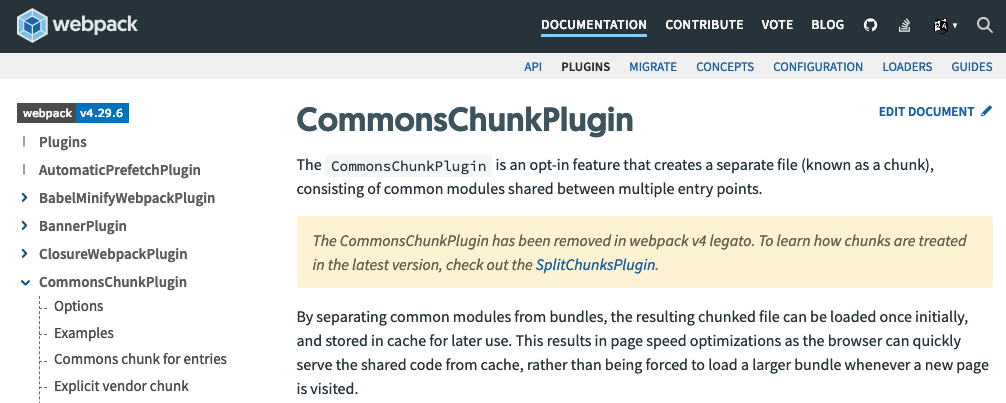 webpack
DOCUMENTATION CONTRIBUTE VOTE BLOG
API PLUGINS MIGRATE CONCEPTS CONFIGURATION LOADERS GUIDES
webpack v4.29.6
Plugins
AutomaticPrefetchPlugin
BabelMinifyWebpackPlugin
BannerPlugin
ClosureWebpackPlugin
CommonsChunkPlugin
Options
Examples
Commons chunk for entries
Explicit vendor chunk
EDIT DOCUMENT
CommonsChunkPlugin
The CommonsChunkPlugin is an opt-in feature that creates a separate file (known as a chunk),
consisting of common modules shared between multiple entry points.
The CommonsChunkPlugin has been removed in webpack v4 legato. To learn how chunks are treated
in the latest version, check out the SplitChunksPlugin.
By separating common modules from bundles, the resulting chunked file can be loaded once initially,
and stored in cache for later use. This results in page speed optimizations as the browser can quickly
serve the shared code from cache, rather than being forced to load a larger bundle whenever a new page
is visited.